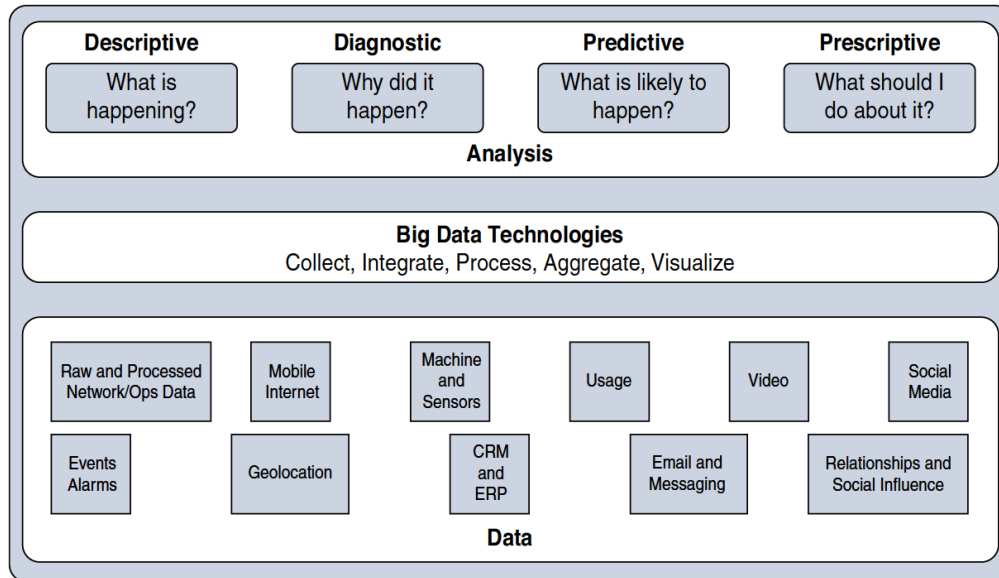 Descriptive
Diagnostic
Predictive
Prescriptive
What is
happening?
Why did it
happen?
What is likely to
happen?
What should I
do about it?
Analysis
Big Data Technologies
Collect, Integrate, Process, Aggregate, Visualize
Raw and Processed
Network/Ops Data
Mobile
Internet
Machine
and
Sensors
Usage
Video
Social
Media
Events
Alarms
Geolocation
CRM
and
ERP
Email and
Messaging
Relationships and
Social Influence
Data